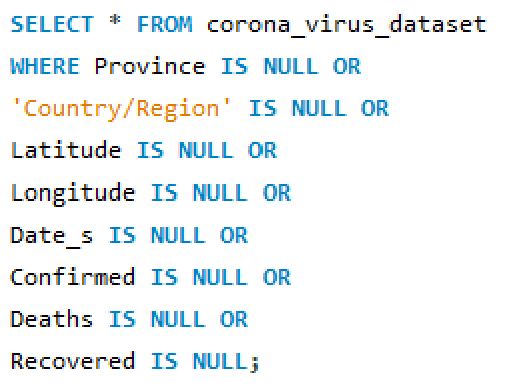 SELECT * FROM corona_virus_dataset
WHERE Province IS NULL OR
'Country/Region' IS NULL OR
Latitude IS NULL OR
Longitude IS NULL OR
Date_s IS NULL OR
Confirmed IS NULL OR
Deaths IS NULL OR
Recovered IS NULL;